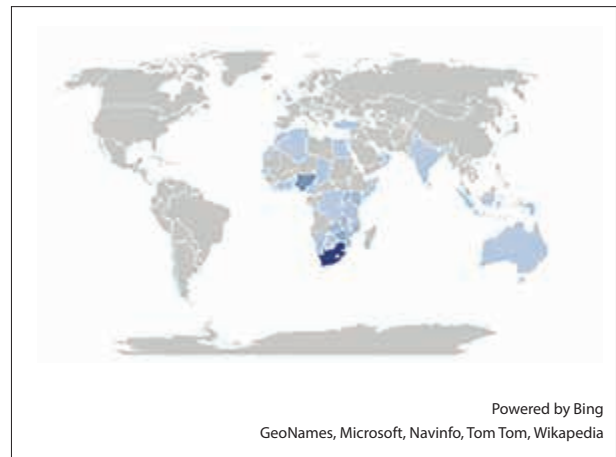 Powered by Bing
GeoNames, Microsoft, Navinfo, Tom Tom, Wikapedia